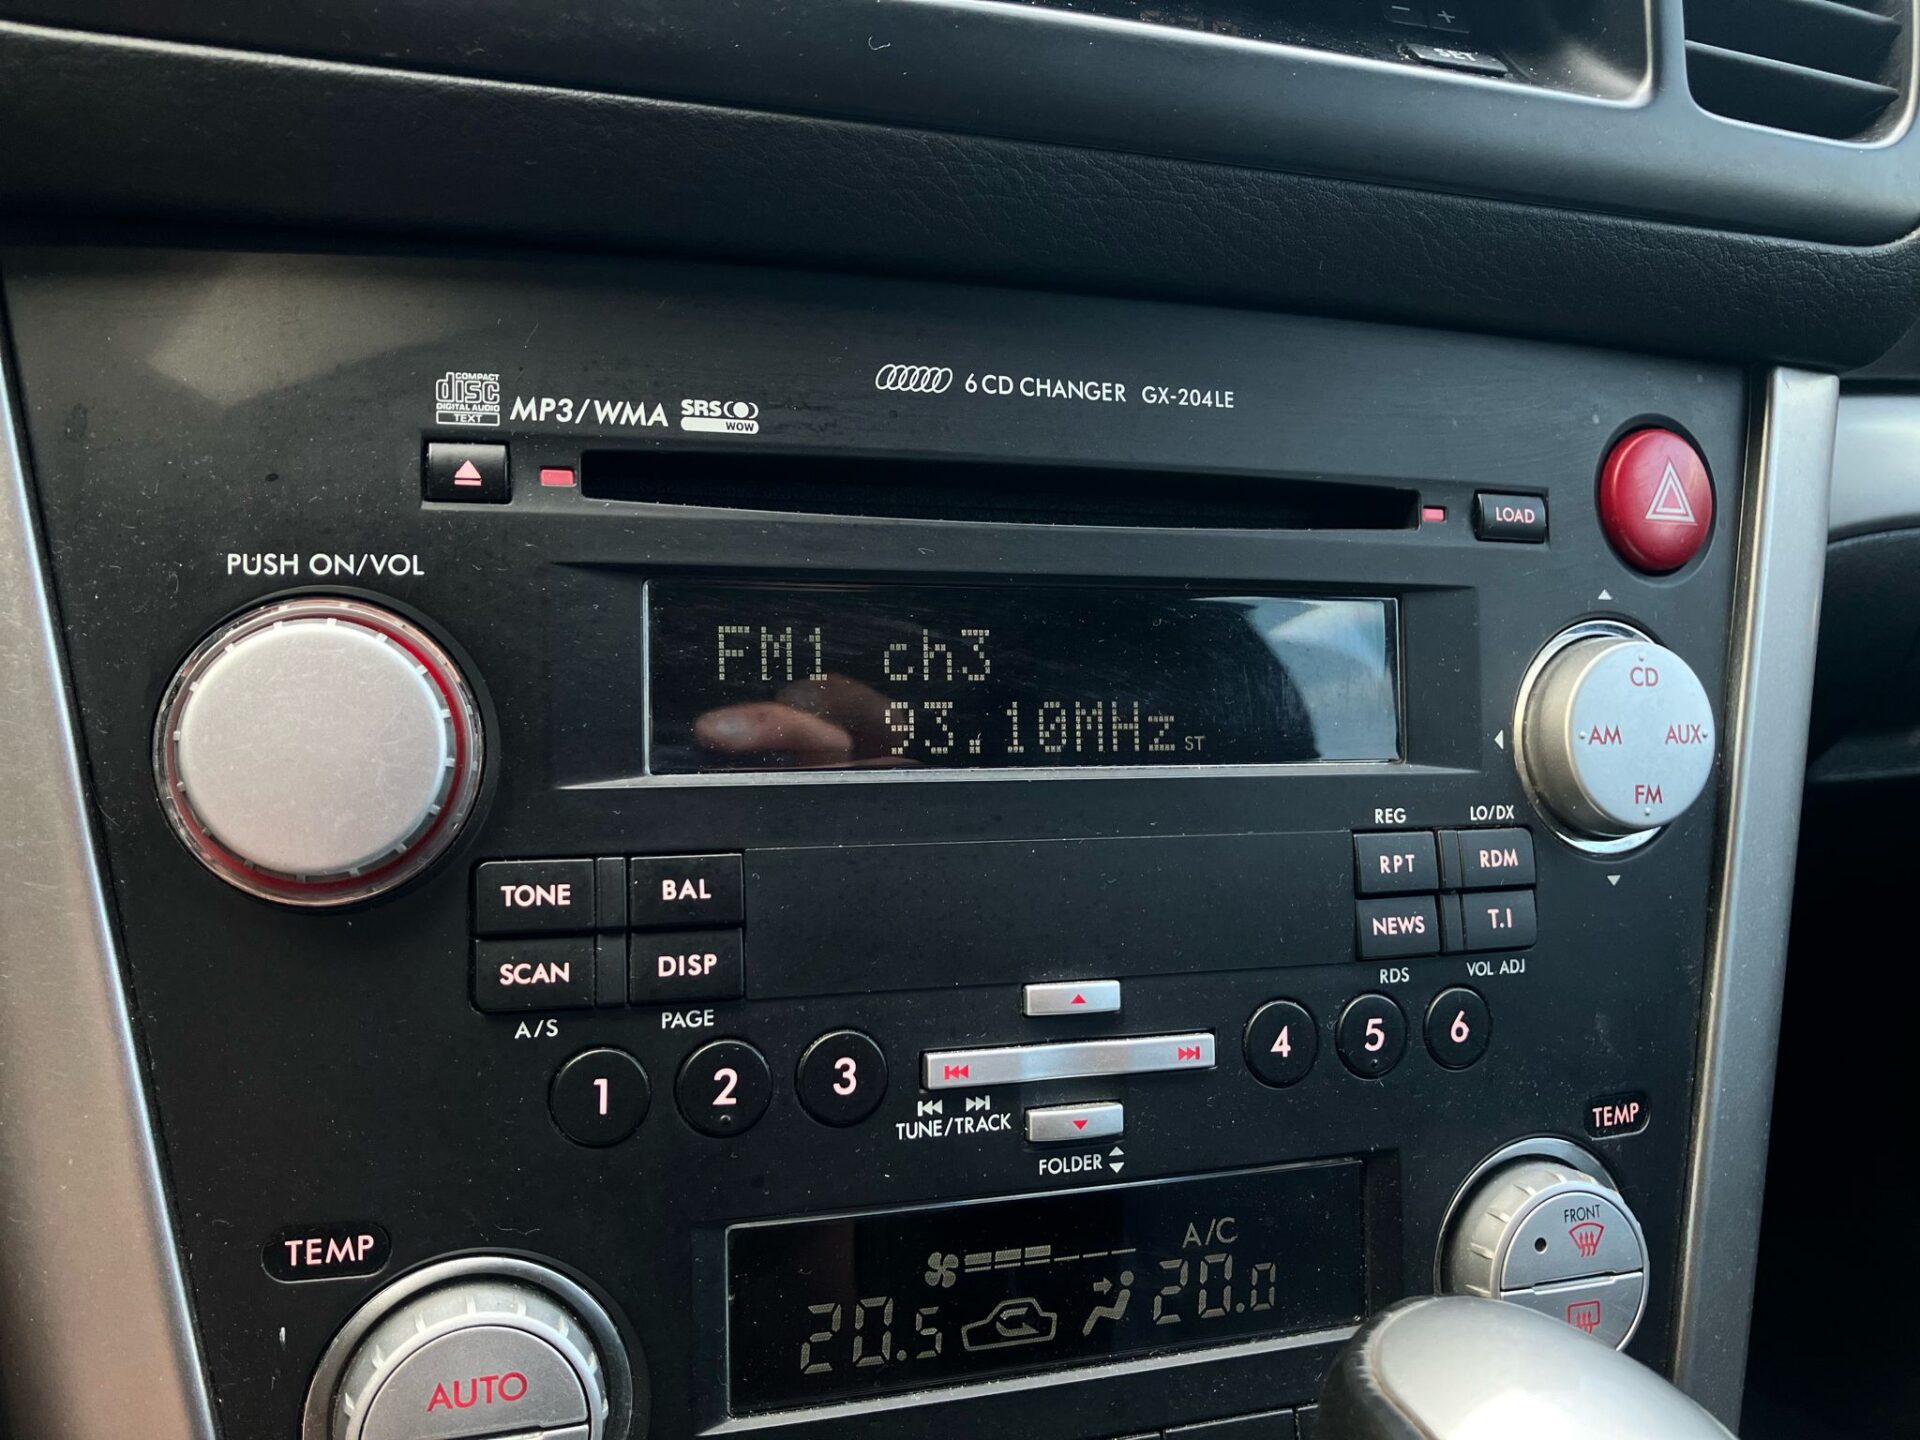 SET
COMPACT
disc
DIGITAL AUDIO
TEXT
MP3/WMA
SRS
WOW
6 CD CHANGER GX-204LE
LOAD
PUSH ON/VOL
FM1 ch3
93.10MHz ST
CD
AM
AUX
FM
TONE
BAL
SCAN
DISP
A/S
PAGE
REG
LO/DX
RPT
RDM
NEWS
T.I
RDS
VOL ADJ
1
2
3
4
5
6
TUNE/TRACK
FOLDER
TEMP
TEMP
A/C
20.5
20.0
AUTO
FRONT